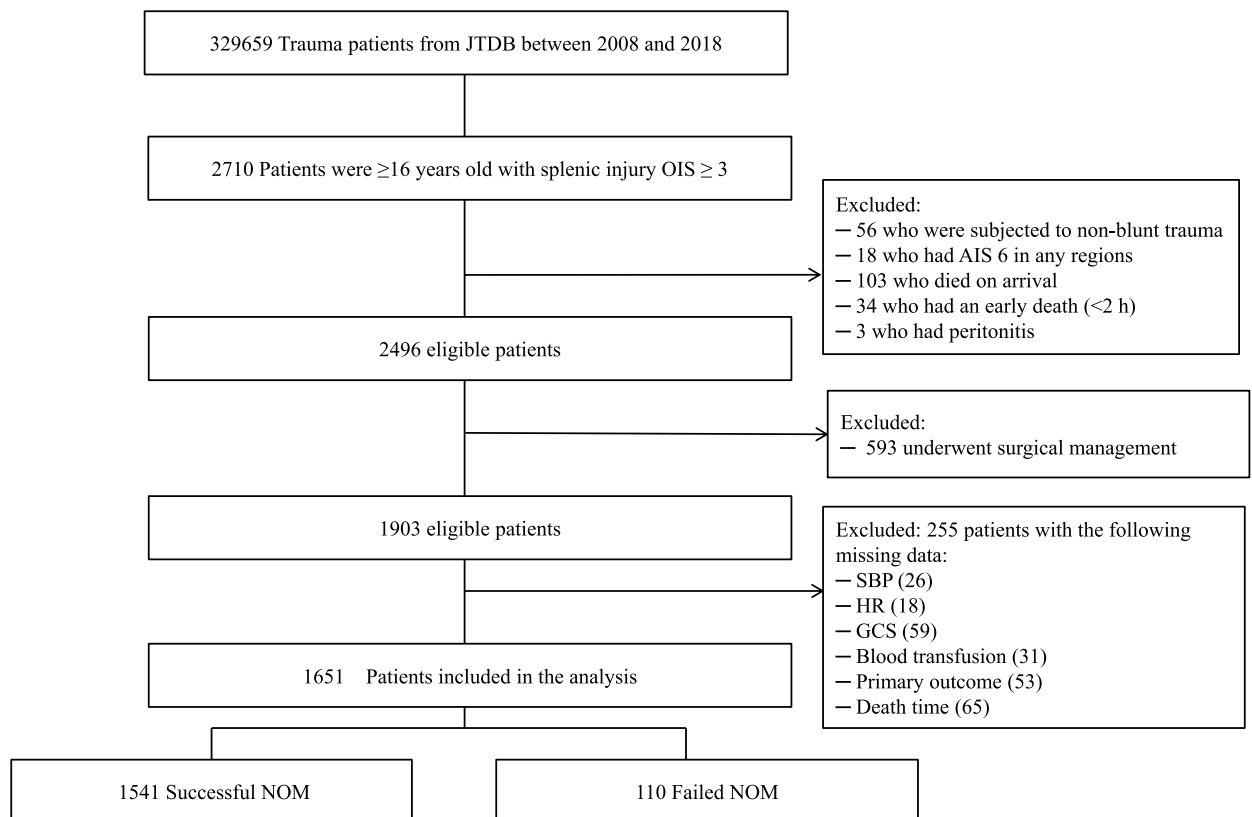 329659 Trauma patients from JTDB between 2008 and 2018
2710 Patients were ≥16 years old with splenic injury OIS ≥ 3
Excluded:
— 56 who were subjected to non-blunt trauma
— 18 who had AIS 6 in any regions
— 103 who died on arrival
— 34 who had an early death (<2 h)
— 3 who had peritonitis
2496 eligible patients
Excluded:
— 593 underwent surgical management
1903 eligible patients
Excluded: 255 patients with the following
missing data:
— SBP (26)
— HR (18)
— GCS (59)
— Blood transfusion (31)
— Primary outcome (53)
— Death time (65)
1651 Patients included in the analysis
1541 Successful NOM
110 Failed NOM